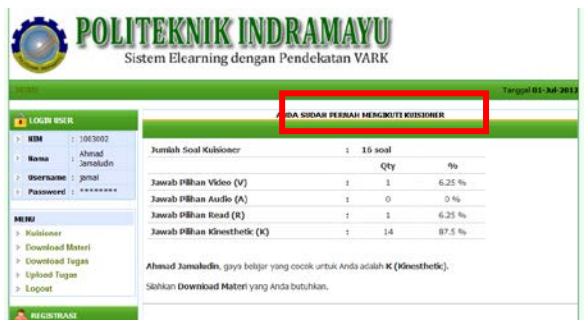 POLITEKNIK INDRAMAYU
Sistem Elearning dengan Pendekatan VARK
MENU
Tanggal 01-Jul-2012
LOGIN USER
NIM : 1003002
Nama : Ahmad Jamaludin
Username : jamal
Password : ********
MENU
Kuisioner
Download Materi
Download Tugas
Upload Tugas
Logout
REGISTRASI
ANDA SUDAH PERNAH MENGIKUTI KUISIONER
Jumlah Soal Kuisioner : 16 soal
Qty %
Jawab Pilihan Video (V) : 1 6.25 %
Jawab Pilihan Audio (A) : 0 0 %
Jawab Pilihan Read (R) : 1 6.25 %
Jawab Pilihan Kinesthetic (K) : 14 87.5 %
Ahmad Jamaludin, gaya belajar yang cocok untuk Anda adalah K (Kinesthetic).
Silahkan Download Materi yang Anda butuhkan.